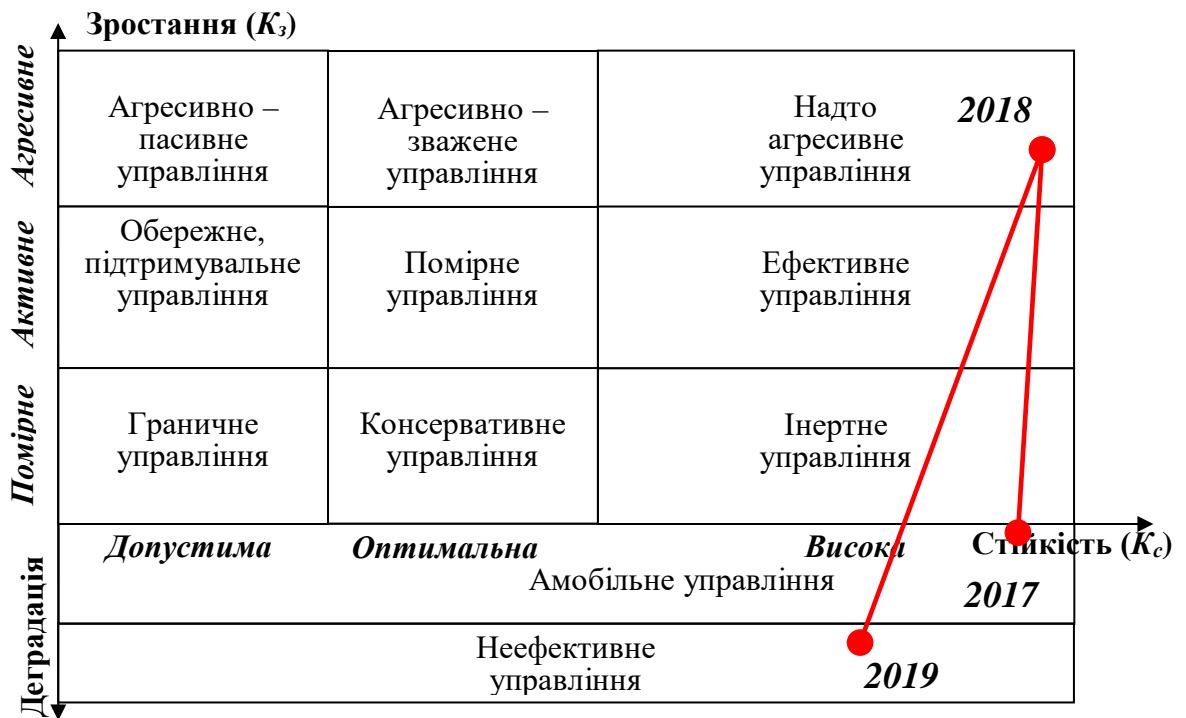 Зростання (Kз)
Агресивне
Агресивно –
пасивне
управління
Агресивно –
зважене
управління
Надто
агресивне
управління
2018
Активне
Обережне,
підтримувальне
управління
Помірне
управління
Ефективне
управління
Помірне
Граничне
управління
Консервативне
управління
Інертне
управління
Допустима
Оптимальна
Висока
Стійкість (Kс)
Деградація
Амобільне управління
2017
Неефективне
управління
2019